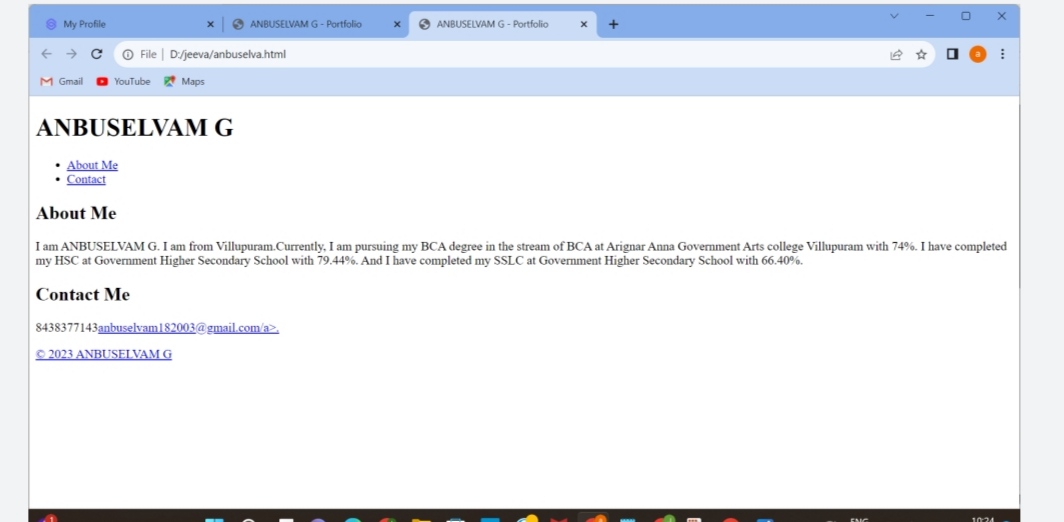 My Profile
ANBUSELVAM G - Portfolio
ANBUSELVAM G - Portfolio
File | D:/jeeva/anbuselva.html
a
Gmail YouTube Maps
ANBUSELVAM G
• About Me
• Contact
About Me
I am ANBUSELVAM G. I am from Villupuram.Currently, I am pursuing my BCA degree in the stream of BCA at Arignar Anna Government Arts college Villupuram with 74%. I have completed
my HSC at Government Higher Secondary School with 79.44%. And I have completed my SSLC at Government Higher Secondary School with 66.40%.
Contact Me
8438377143anbuselvam182003@gmail.com/a>.
© 2023 ANBUSELVAM G
1
ENG
10:24